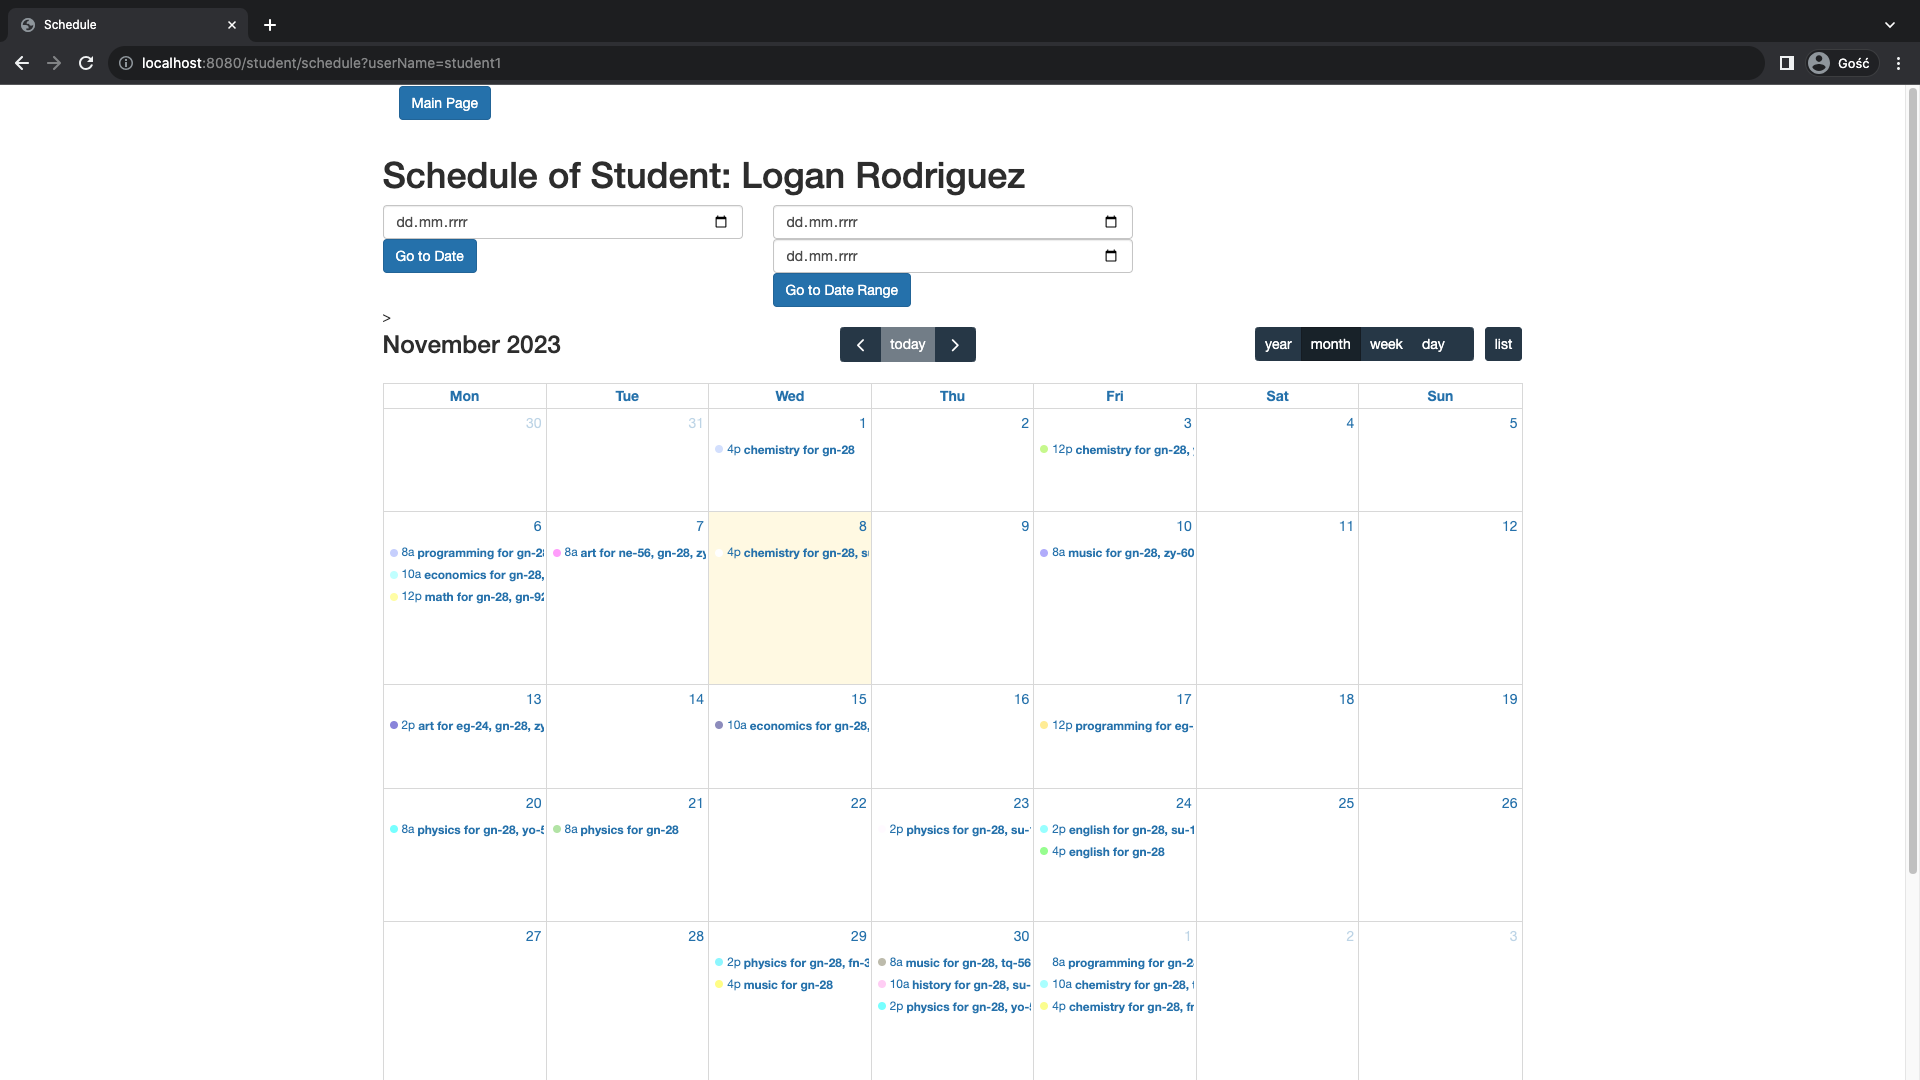 Schedule
localhost:8080/student/schedule?userName=student1
Gość
Main Page
Schedule of Student: Logan Rodriguez
dd.mm.rrrr
dd.mm.rrrr
Go to Date
dd.mm.rrrr
Go to Date Range
>
November 2023
today
year month week day list
Mon Tue Wed Thu Fri Sat Sun
30 31 1 2 3 4 5
4p chemistry for gn-28
12p chemistry for gn-28,
6 7 8 9 10 11 12
8a programming for gn-28
10a economics for gn-28,
12p math for gn-28, gn-92
8a art for ne-56, gn-28, zy
4p chemistry for gn-28, s
8a music for gn-28, zy-60
13 14 15 16 17 18 19
2p art for eg-24, gn-28, zy
10a economics for gn-28,
12p programming for eg-
20 21 22 23 24 25 26
8a physics for gn-28, yo-5
8a physics for gn-28
2p physics for gn-28, su-
2p english for gn-28, su-1
4p english for gn-28
27 28 29 30 1 2 3
2p physics for gn-28, fn-3
4p music for gn-28
8a music for gn-28, tq-56
10a history for gn-28, su-
2p physics for gn-28, yo-
8a programming for gn-2
10a chemistry for gn-28,
4p chemistry for gn-28, fr